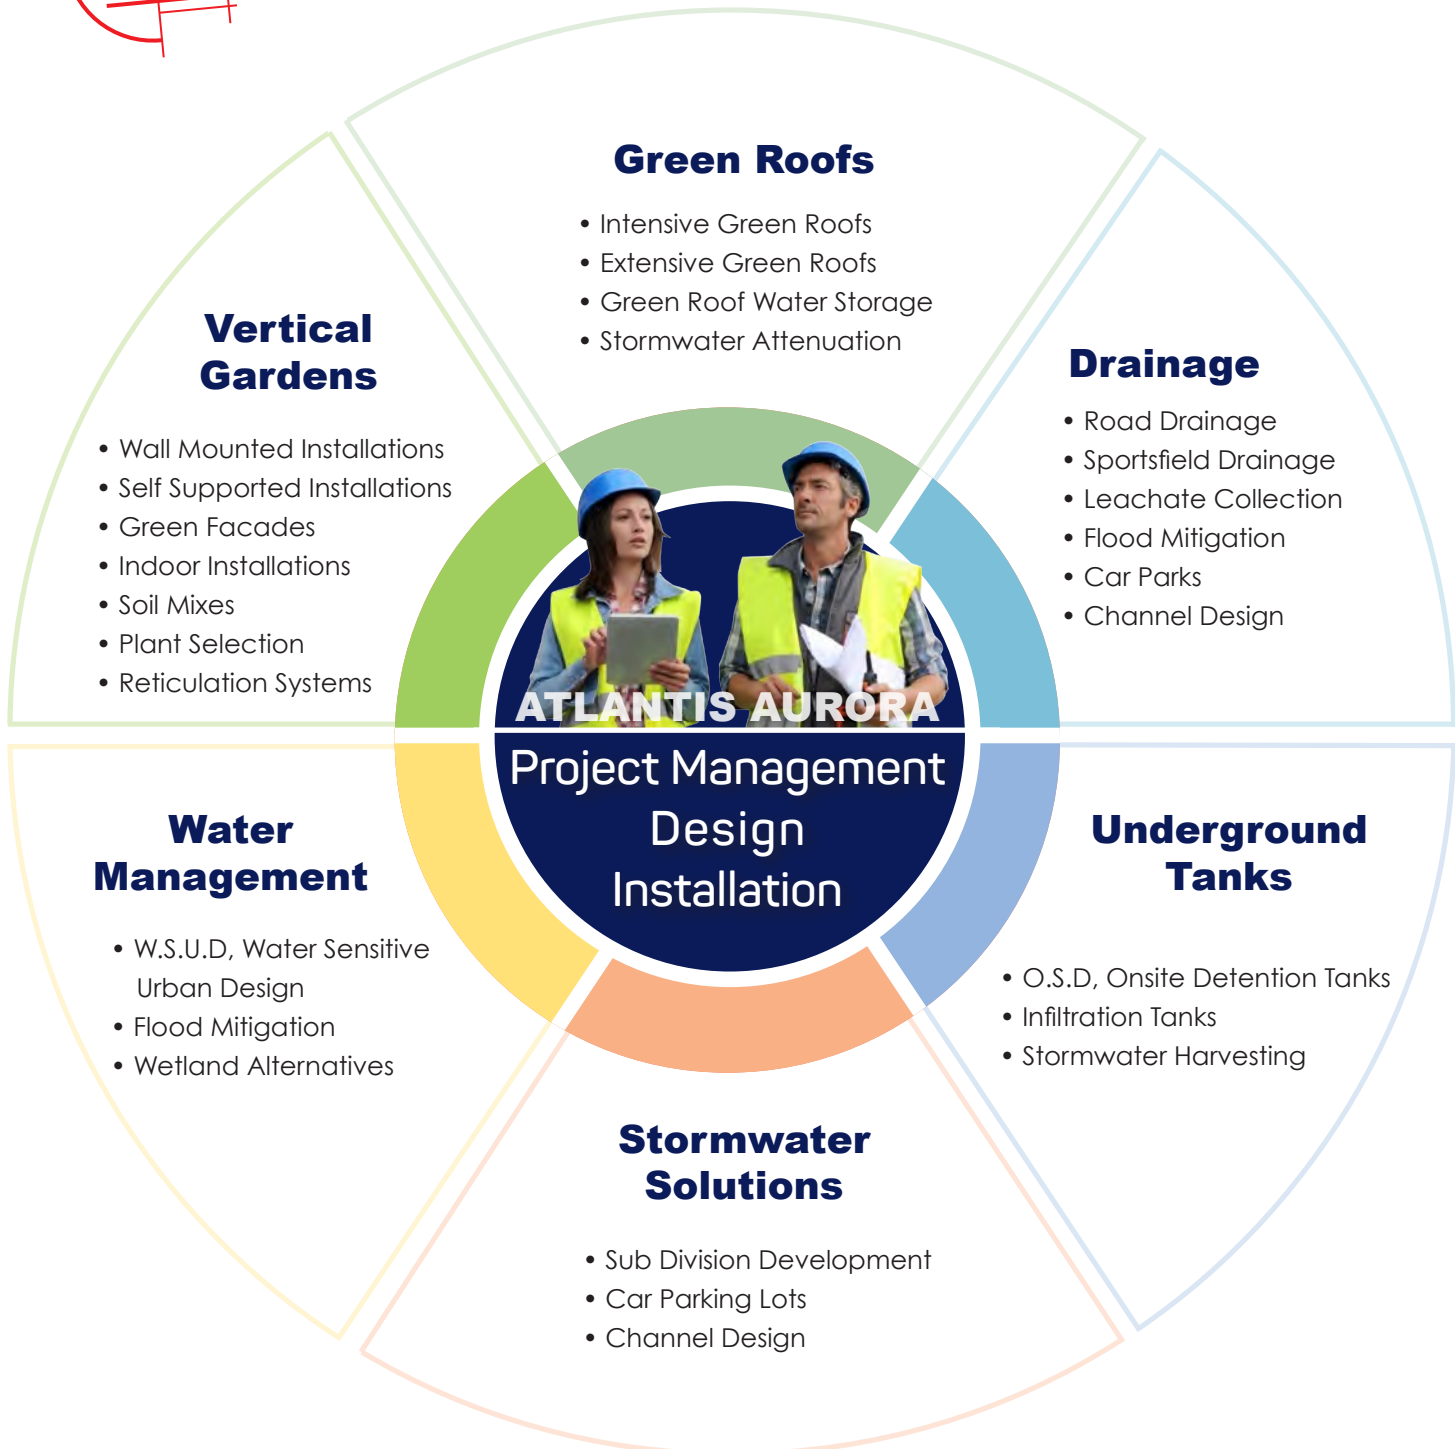 Green Roofs
• Intensive Green Roofs
• Extensive Green Roofs
• Green Roof Water Storage
• Stormwater Attenuation
Vertical
Gardens
• Wall Mounted Installations
• Self Supported Installations
• Green Facades
• Indoor Installations
• Soil Mixes
• Plant Selection
• Reticulation Systems
Drainage
• Road Drainage
• Sportsfield Drainage
• Leachate Collection
• Flood Mitigation
• Car Parks
• Channel Design
ATLANTIS AURORA
Project Management
Design
Installation
Water
Management
• W.S.U.D, Water Sensitive
Urban Design
• Flood Mitigation
• Wetland Alternatives
Underground
Tanks
• O.S.D, Onsite Detention Tanks
• Infiltration Tanks
• Stormwater Harvesting
Stormwater
Solutions
• Sub Division Development
• Car Parking Lots
• Channel Design